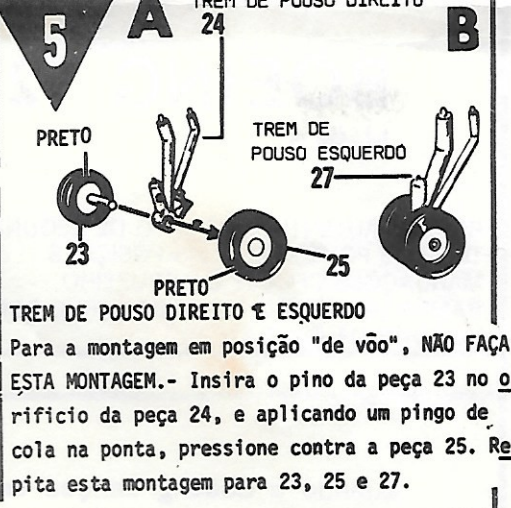 TREM DE POUSO DIREITO
5 A 24 B
PRETO
TREM DE
POUSO ESQUERDO
27
23
25
PRETO
TREM DE POUSO DIREITO E ESQUERDO
Para a montagem em posição "de vôo", NÃO FAÇA
ESTA MONTAGEM.- Insira o pino da peça 23 no o
rificio da peça 24, e aplicando um pingo de
cola na ponta, pressione contra a peça 25. Re
pita esta montagem para 23, 25 e 27.